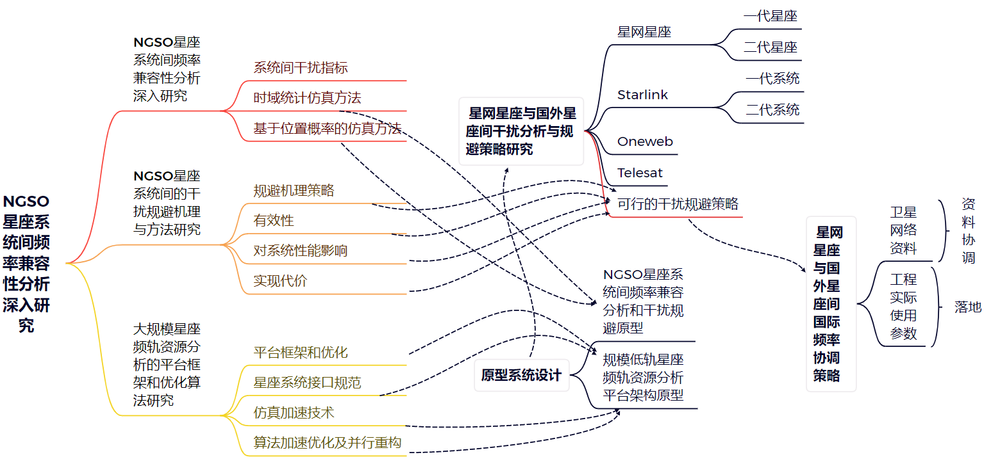 NGSO
星座系
统间频
率兼容
性分析
深入研
究
NGSO星座
系统间频率
兼容性分析
深入研究
系统间干扰指标
时域统计仿真方法
基于位置概率的仿真方法
NGSO星座
系统间的干
扰规避机理
与方法研究
规避机理策略
有效性
对系统性能影响
实现代价
大规模星座
频轨资源分
析的平台框
架和优化算
法研究
平台框架和优化
星座系统接口规范
仿真加速技术
算法加速优化及并行重构
星网星座与国外星
座间干扰分析与规
避策略研究
星网星座
一代星座
二代星座
Starlink
一代系统
二代系统
Oneweb
Telesat
可行的干扰规避策略
原型系统设计
NGSO星座系
统间频率兼容
分析和干扰规
避原型
规模低轨星座
频轨资源分析
平台架构原型
星网
星座
与国
外星
座间
国际
频率
协调
策略
卫星
网络
资料
资
料
协
调
工程
实际
使用
参数
落地